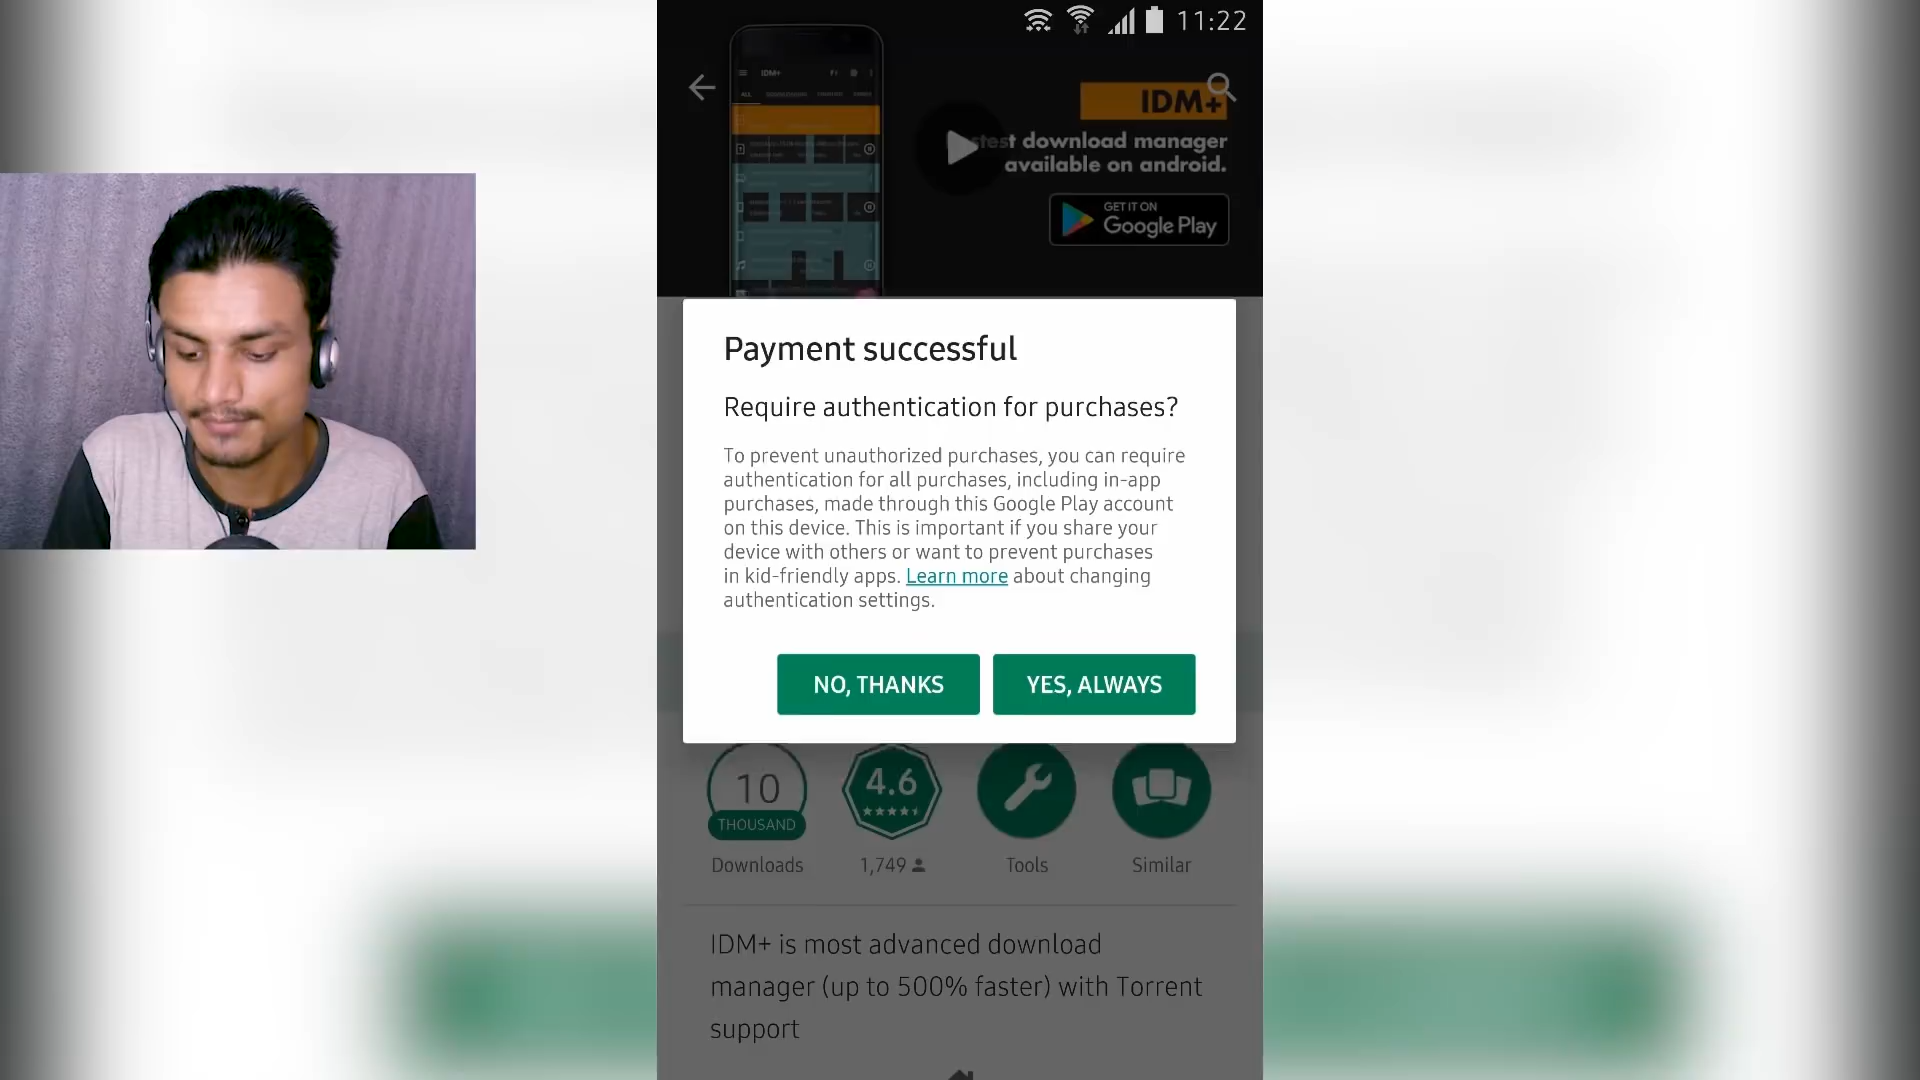 11:22
IDM+
IDM+
test download manager
available on android.
GET IT ON
Google Play
Payment successful
Require authentication for purchases?
To prevent unauthorized purchases, you can require
authentication for all purchases, including in-app
purchases, made through this Google Play account
on this device. This is important if you share your
device with others or want to prevent purchases
in kid-friendly apps. Learn more about changing
authentication settings.
NO, THANKS
YES, ALWAYS
10
THOUSAND
Downloads
4.6
1,749
Tools
Similar
IDM+ is most advanced download
manager (up to 500% faster) with Torrent
support